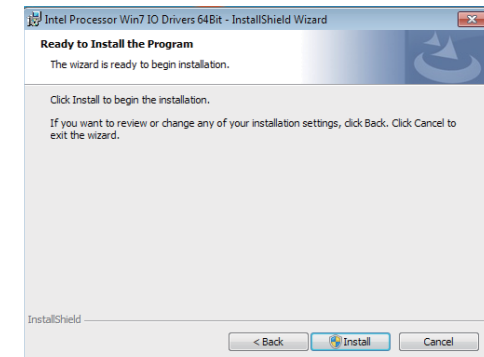 Intel Processor Win7 IO Drivers 64Bit - InstallShield Wizard
Ready to Install the Program
The wizard is ready to begin installation.
Click Install to begin the installation.
If you want to review or change any of your installation settings, click Back. Click Cancel to
exit the wizard.
InstallShield
< Back Install Cancel